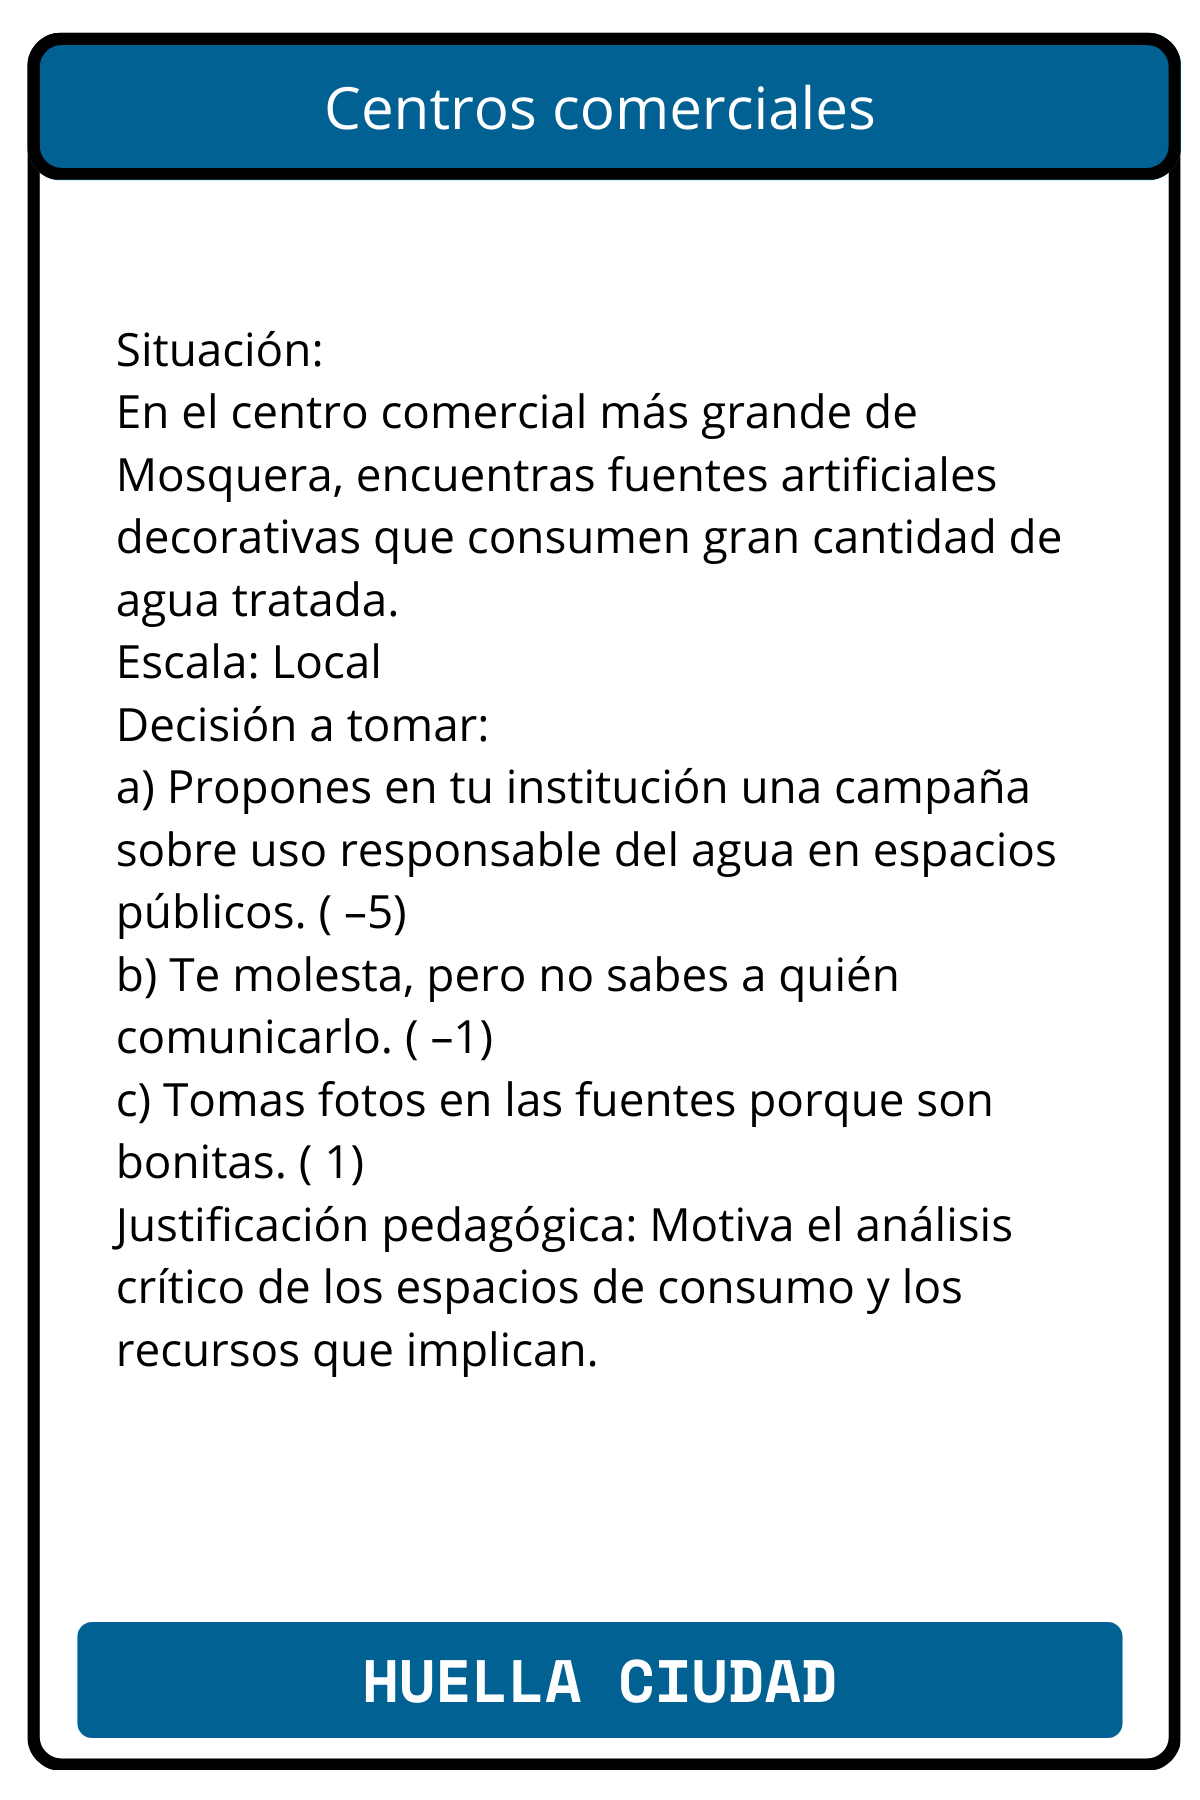 Centros comerciales
Situación:
En el centro comercial más grande de
Mosquera, encuentras fuentes artificiales
decorativas que consumen gran cantidad de
agua tratada.
Escala: Local
Decisión a tomar:
a) Propones en tu institución una campaña
sobre uso responsable del agua en espacios
públicos. ( –5)
b) Te molesta, pero no sabes a quién
comunicarlo. ( –1)
c) Tomas fotos en las fuentes porque son
bonitas. ( 1)
Justificación pedagógica: Motiva el análisis
crítico de los espacios de consumo y los
recursos que implican.
HUELLA CIUDAD